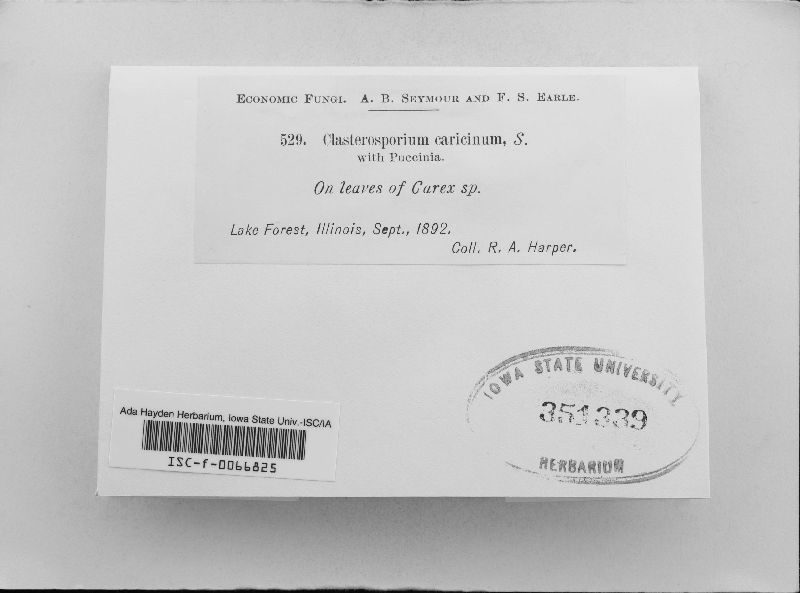 ECONOMIC FUNGI. A. B. SEYMOUR AND F. S. EARLE.
529. Clasterosporium caricinum, S.
with Puccinia.
On leaves of Carex sp.
Lake Forest, Illinois, Sept., 1892.
Coll. R. A. Harper.
IOWA STATE UNIVERSITY
351339
HERBARIUM
Ada Hayden Herbarium, Iowa State Univ.-ISC/IA
ISC-f-0066825